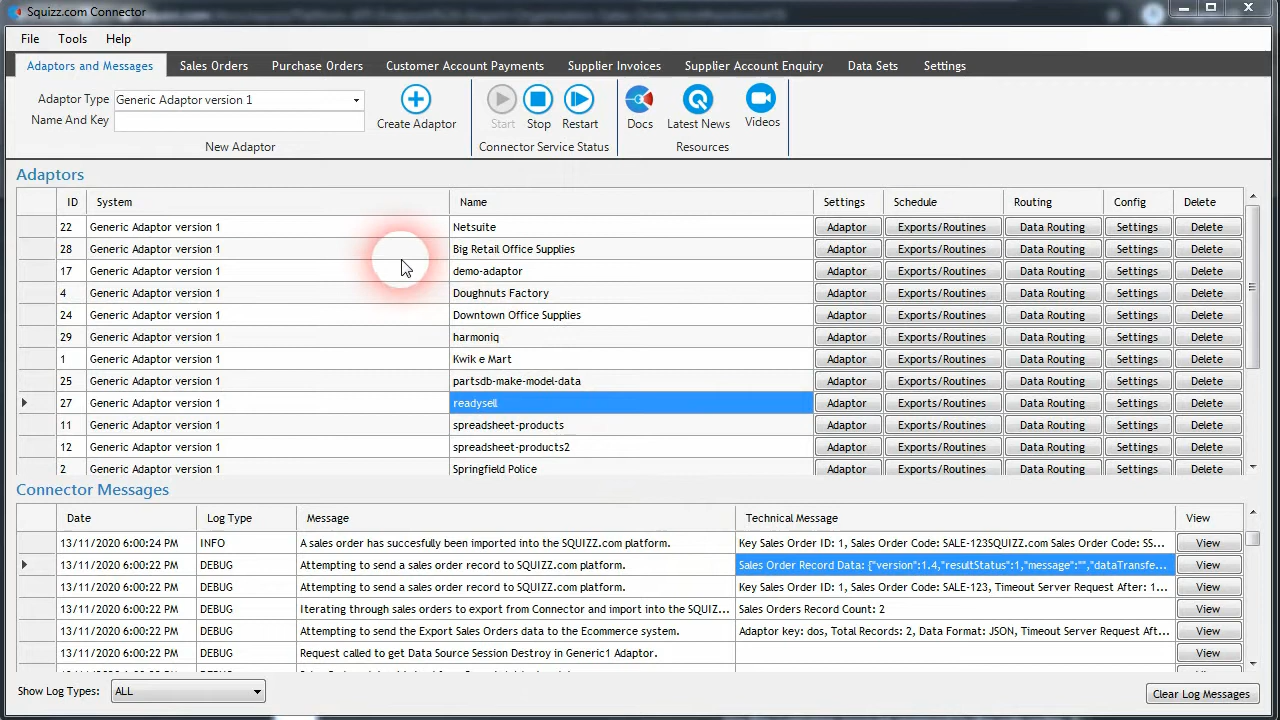 Squizz.com Connector
File Tools Help
Adaptors and Messages Sales Orders Purchase Orders Customer Account Payments Supplier Invoices Supplier Account Enquiry Data Sets Settings
Adaptor Type Generic Adaptor version 1
Name And Key
Create Adaptor Start Stop Restart Docs Latest News Videos
New Adaptor Connector Service Status Resources
Adaptors
ID System Name Settings Schedule Routing Config Delete
22 Generic Adaptor version 1 Netsuite Adaptor Exports/Routines Data Routing Settings Delete
28 Generic Adaptor version 1 Big Retail Office Supplies Adaptor Exports/Routines Data Routing Settings Delete
17 Generic Adaptor version 1 demo-adaptor Adaptor Exports/Routines Data Routing Settings Delete
4 Generic Adaptor version 1 Doughnuts Factory Adaptor Exports/Routines Data Routing Settings Delete
24 Generic Adaptor version 1 Downtown Office Supplies Adaptor Exports/Routines Data Routing Settings Delete
29 Generic Adaptor version 1 harmoniq Adaptor Exports/Routines Data Routing Settings Delete
1 Generic Adaptor version 1 Kwik e Mart Adaptor Exports/Routines Data Routing Settings Delete
25 Generic Adaptor version 1 partsdb-make-model-data Adaptor Exports/Routines Data Routing Settings Delete
27 Generic Adaptor version 1 readysell Adaptor Exports/Routines Data Routing Settings Delete
11 Generic Adaptor version 1 spreadsheet-products Adaptor Exports/Routines Data Routing Settings Delete
12 Generic Adaptor version 1 spreadsheet-products2 Adaptor Exports/Routines Data Routing Settings Delete
2 Generic Adaptor version 1 Springfield Police Adaptor Exports/Routines Data Routing Settings Delete
Connector Messages
Date Log Type Message Technical Message View
13/11/2020 6:00:24 PM INFO A sales order has succesfully been imported into the SQUIZZ.com platform. Key Sales Order ID: 1, Sales Order Code: SALE-123SQUIZZ.com Sales Order Code: SS... View
13/11/2020 6:00:22 PM DEBUG Attempting to send a sales order record to SQUIZZ.com platform. Sales Order Record Data: {"version":1.4,"resultStatus":1,"message":"","dataTransfe... View
13/11/2020 6:00:22 PM DEBUG Attempting to send a sales order record to SQUIZZ.com platform. Key Sales Order ID: 1, Sales Order Code: SALE-123, Timeout Server Request After: 1... View
13/11/2020 6:00:22 PM DEBUG Iterating through sales orders to export from Connector and import into the SQUIZ... Sales Orders Record Count: 2 View
13/11/2020 6:00:22 PM DEBUG Attempting to send the Export Sales Orders data to the Ecommerce system. Adaptor key: dos, Total Records: 2, Data Format: JSON, Timeout Server Request Aft... View
13/11/2020 6:00:22 PM DEBUG Request called to get Data Source Session Destroy in Generic1 Adaptor. View
Show Log Types: ALL Clear Log Messages